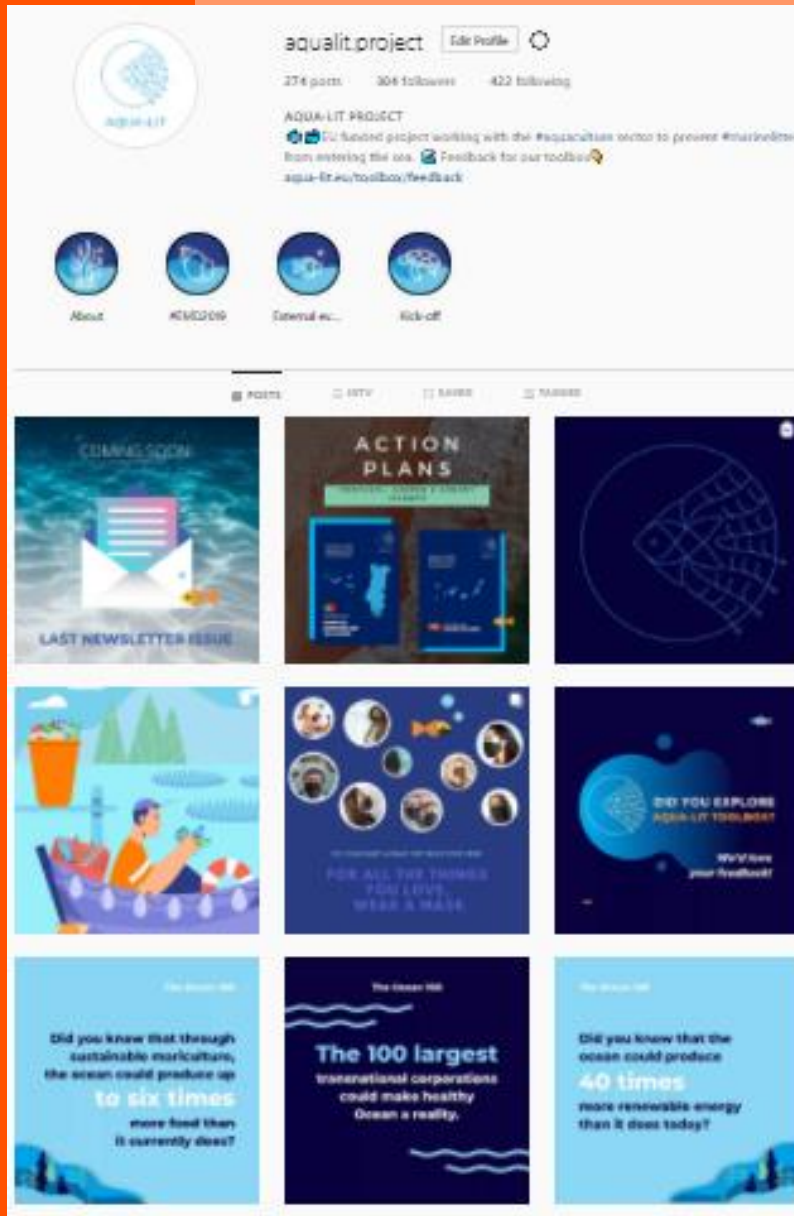 aqualit.project Edit Profile
274 posts 304 followers 422 following
AQUA-LIT PROJECT
EU funded project working with the #aquaculture sector to prevent #marinelitter
from entering the sea. Feedback for our toolbox
aqua-lit.eu/toolbox/feedback
AQUA-LIT
About #EMD2019 External ev... Kick-off
POSTS IGTV SAVED TAGGED
COMING SOON
LAST NEWSLETTER ISSUE
ACTION
PLANS
FOR ALL THE THINGS
YOU LOVE,
WEAR A MASK
DID YOU EXPLORE
AQUA-LIT TOOLBOX?
We'd love
your feedback!
The Ocean 100
Did you know that through
sustainable mariculture,
the ocean could produce up
to six times
more food than
it currently does?
The Ocean 100
The 100 largest
transnational corporations
could make healthy
Ocean a reality.
The Ocean 100
Did you know that the
ocean could produce
40 times
more renewable energy
than it does today?